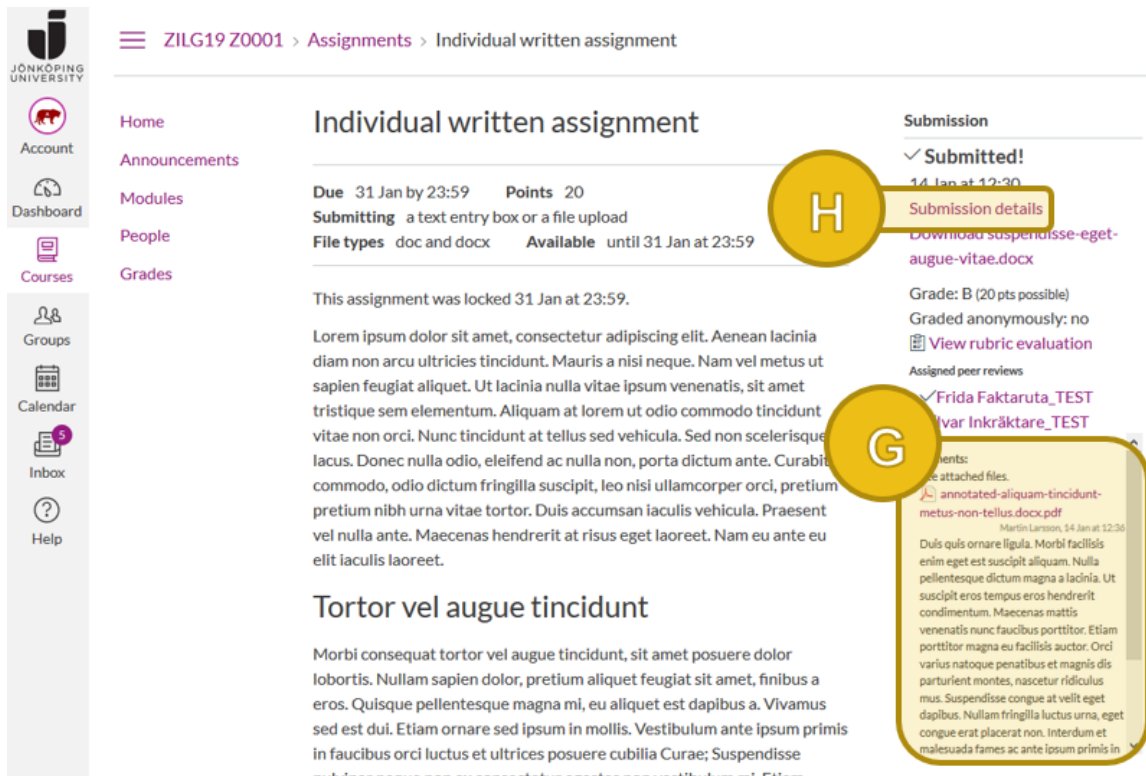 JÖNKÖPING
UNIVERSITY
Account
Dashboard
Courses
Groups
Calendar
5
Inbox
Help
ZILG19 Z0001 > Assignments > Individual written assignment
Home
Announcements
Modules
People
Grades
Individual written assignment
Due 31 Jan by 23:59 Points 20
Submitting a text entry box or a file upload
File types doc and docx Available until 31 Jan at 23:59
This assignment was locked 31 Jan at 23:59.
Lorem ipsum dolor sit amet, consectetur adipiscing elit. Aenean lacinia
diam non arcu ultricies tincidunt. Mauris a nisi neque. Nam vel metus ut
sapien feugiat aliquet. Ut lacinia nulla vitae ipsum venenatis, sit amet
tristique sem elementum. Aliquam at lorem ut odio commodo tincidunt
vitae non orci. Nunc tincidunt at tellus sed vehicula. Sed non scelerisque
lacus. Donec nulla odio, eleifend ac nulla non, porta dictum ante. Curabit
commodo, odio dictum fringilla suscipit, leo nisi ullamcorper orci, pretium
pretium nibh urna vitae tortor. Duis accumsan iaculis vehicula. Praesent
vel nulla ante. Maecenas hendrerit at risus eget laoreet. Nam eu ante eu
elit iaculis laoreet.
Tortor vel augue tincidunt
Morbi consequat tortor vel augue tincidunt, sit amet posuere dolor
lobortis. Nullam sapien dolor, pretium aliquet feugiat sit amet, finibus a
eros. Quisque pellentesque magna mi, eu aliquet est dapibus a. Vivamus
sed est dui. Etiam ornare sed ipsum in mollis. Vestibulum ante ipsum primis
in faucibus orci luctus et ultrices posuere cubilia Curae; Suspendisse
Submission
Submitted!
14 Jan at 12:30
H
Submission details
Download suspendisse-eget-
augue-vitae.docx
Grade: B (20 pts possible)
Graded anonymously: no
View rubric evaluation
Assigned peer reviews
Frida Faktaruta_TEST
Ivar Inkräktare_TEST
G
ments:
attached files.
annotated-aliquam-tincidunt-
metus-non-tellus.docx.pdf
Martin Larsson, 14 Jan at 12:36
Duis quis ornare ligula. Morbi facilisis
enim eget est suscipit aliquam. Nulla
pellentesque dictum magna a lacinia. Ut
suscipit eros tempus eros hendrerit
condimentum. Maecenas mattis
venenatis nunc faucibus porttitor. Etiam
porttitor magna eu facilisis auctor. Orci
varius natoque penatibus et magnis dis
parturient montes, nascetur ridiculus
mus. Suspendisse congue at velit eget
dapibus. Nullam fringilla luctus urna, eget
congue erat placerat non. Interdum et
malesuada fames ac ante ipsum primis in